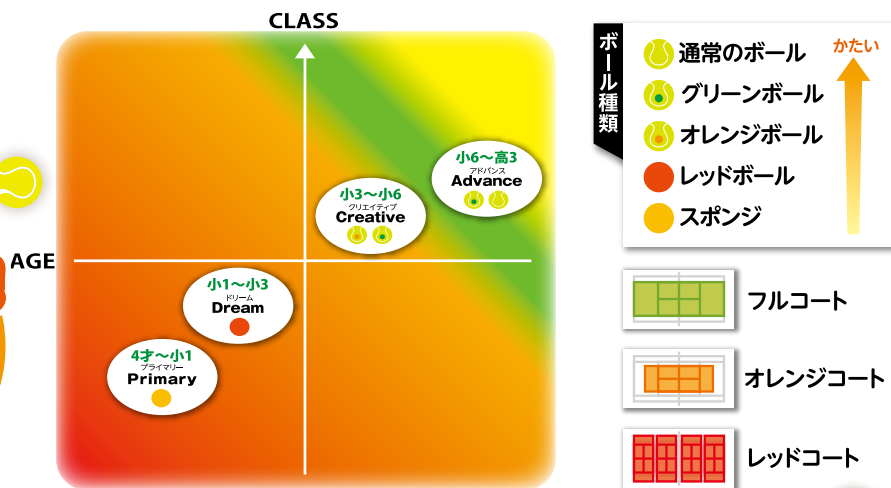 CLASS
AGE
小6〜高3
アドバンス
Advance
小3〜小6
クリエイティブ
Creative
小1〜小3
ドリーム
Dream
4才〜小1
プライマリー
Primary
ボール種類
かたい
通常のボール
グリーンボール
オレンジボール
レッドボール
スポンジ
フルコート
オレンジコート
レッドコート